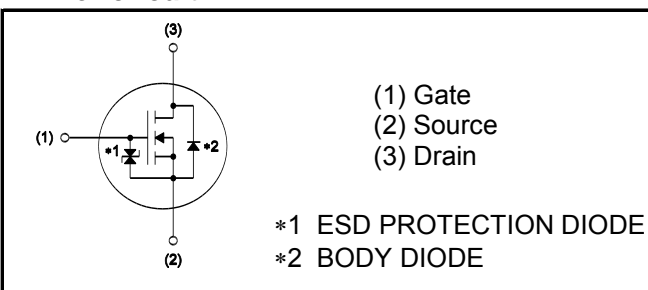 (3)
(1) Gate
(2) Source
(3) Drain
(1)
*1
*2
(2)
*1 ESD PROTECTION DIODE
*2 BODY DIODE